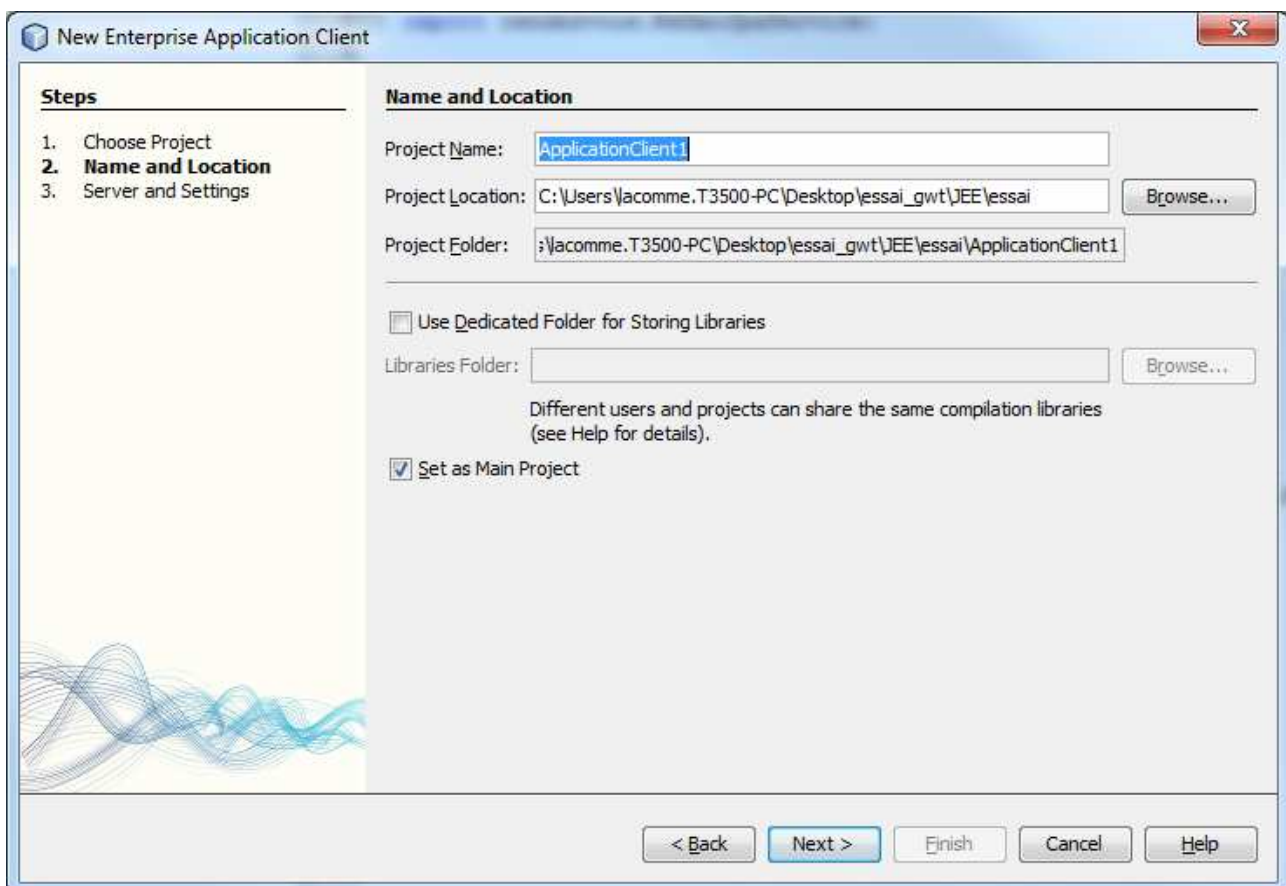 New Enterprise Application Client
Steps
1. Choose Project
2. Name and Location
3. Server and Settings
Name and Location
Project Name: ApplicationClient1
Project Location: C:\Users\lacomme.T3500-PC\Desktop\essai_gwt\JEE\essai Browse...
Project Folder: ;\lacomme.T3500-PC\Desktop\essai_gwt\JEE\essai\ApplicationClient1
Use Dedicated Folder for Storing Libraries
Libraries Folder: Browse...
Different users and projects can share the same compilation libraries
(see Help for details).
Set as Main Project
< Back Next > Finish Cancel Help